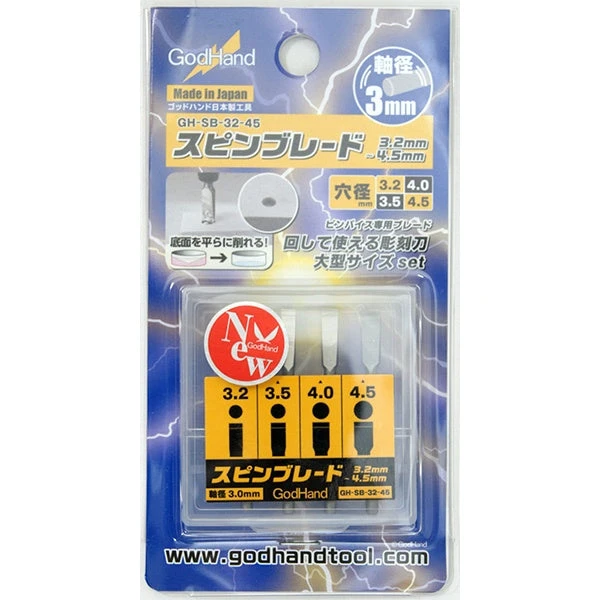 GodHand
Made in Japan
ゴッドハンド日本製工具
軸径
3mm
GH-SB-32-45
スピンブレード 3.2mm
~4.5mm
穴径 3.2 4.0
mm 3.5 4.5
ピンバイス専用ブレード
回して使える彫刻刀
大型サイズset
底面を平らに削れる!
New
GodHand
3.2 3.5 4.0 4.5
スピンブレード 3.2mm
~4.5mm
軸径 3.0mm GodHand GH-SB-32-45
© GodHand
www.godhandtool.com